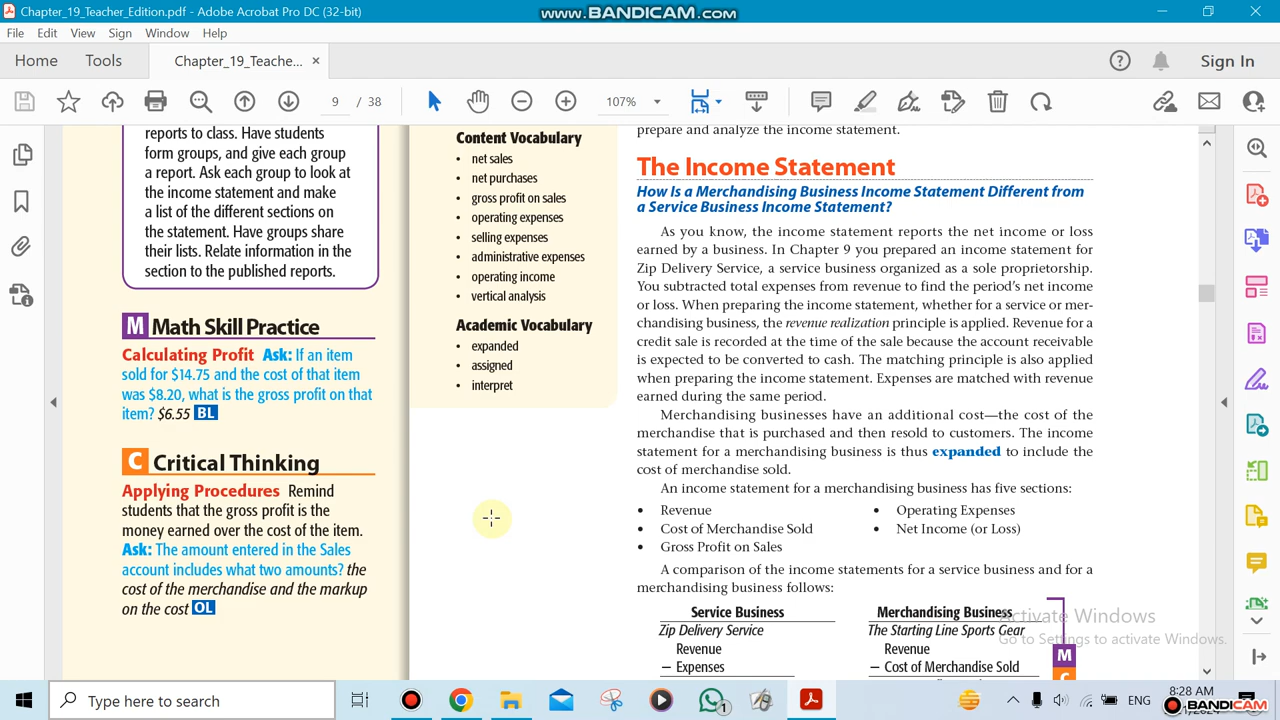 Chapter_19_Teacher_Edition.pdf - Adobe Acrobat Pro DC (32-bit)
www.BANDICAM.com
File Edit View Sign Window Help
Home Tools Chapter_19_Teache... × Sign In
9 / 38 107%
reports to class. Have students
form groups, and give each group
a report. Ask each group to look at
the income statement and make
a list of the different sections on
the statement. Have groups share
their lists. Relate information in the
section to the published reports.
M Math Skill Practice
Calculating Profit Ask: If an item
sold for $14.75 and the cost of that item
was $8.20, what is the gross profit on that
item? $6.55 BL
C Critical Thinking
Applying Procedures Remind
students that the gross profit is the
money earned over the cost of the item.
Ask: The amount entered in the Sales
account includes what two amounts? the
cost of the merchandise and the markup
on the cost OL
Content Vocabulary
• net sales
• net purchases
• gross profit on sales
• operating expenses
• selling expenses
• administrative expenses
• operating income
• vertical analysis
Academic Vocabulary
• expanded
• assigned
• interpret
prepare and analyze the income statement.
The Income Statement
How Is a Merchandising Business Income Statement Different from
a Service Business Income Statement?
As you know, the income statement reports the net income or loss
earned by a business. In Chapter 9 you prepared an income statement for
Zip Delivery Service, a service business organized as a sole proprietorship.
You subtracted total expenses from revenue to find the period's net income
or loss. When preparing the income statement, whether for a service or mer-
chandising business, the revenue realization principle is applied. Revenue for a
credit sale is recorded at the time of the sale because the account receivable
is expected to be converted to cash. The matching principle is also applied
when preparing the income statement. Expenses are matched with revenue
earned during the same period.
Merchandising businesses have an additional cost—the cost of the
merchandise that is purchased and then resold to customers. The income
statement for a merchandising business is thus expanded to include the
cost of merchandise sold.
An income statement for a merchandising business has five sections:
• Revenue
• Cost of Merchandise Sold
• Gross Profit on Sales
• Operating Expenses
• Net Income (or Loss)
A comparison of the income statements for a service business and for a
merchandising business follows:
Service Business Merchandising Business
Zip Delivery Service The Starting Line Sports Gear
Revenue Revenue
− Expenses − Cost of Merchandise Sold
M
C
Activate Windows
Go to Settings to activate Windows.
Type here to search
1
ENG
8:28 AM
BANDICAM